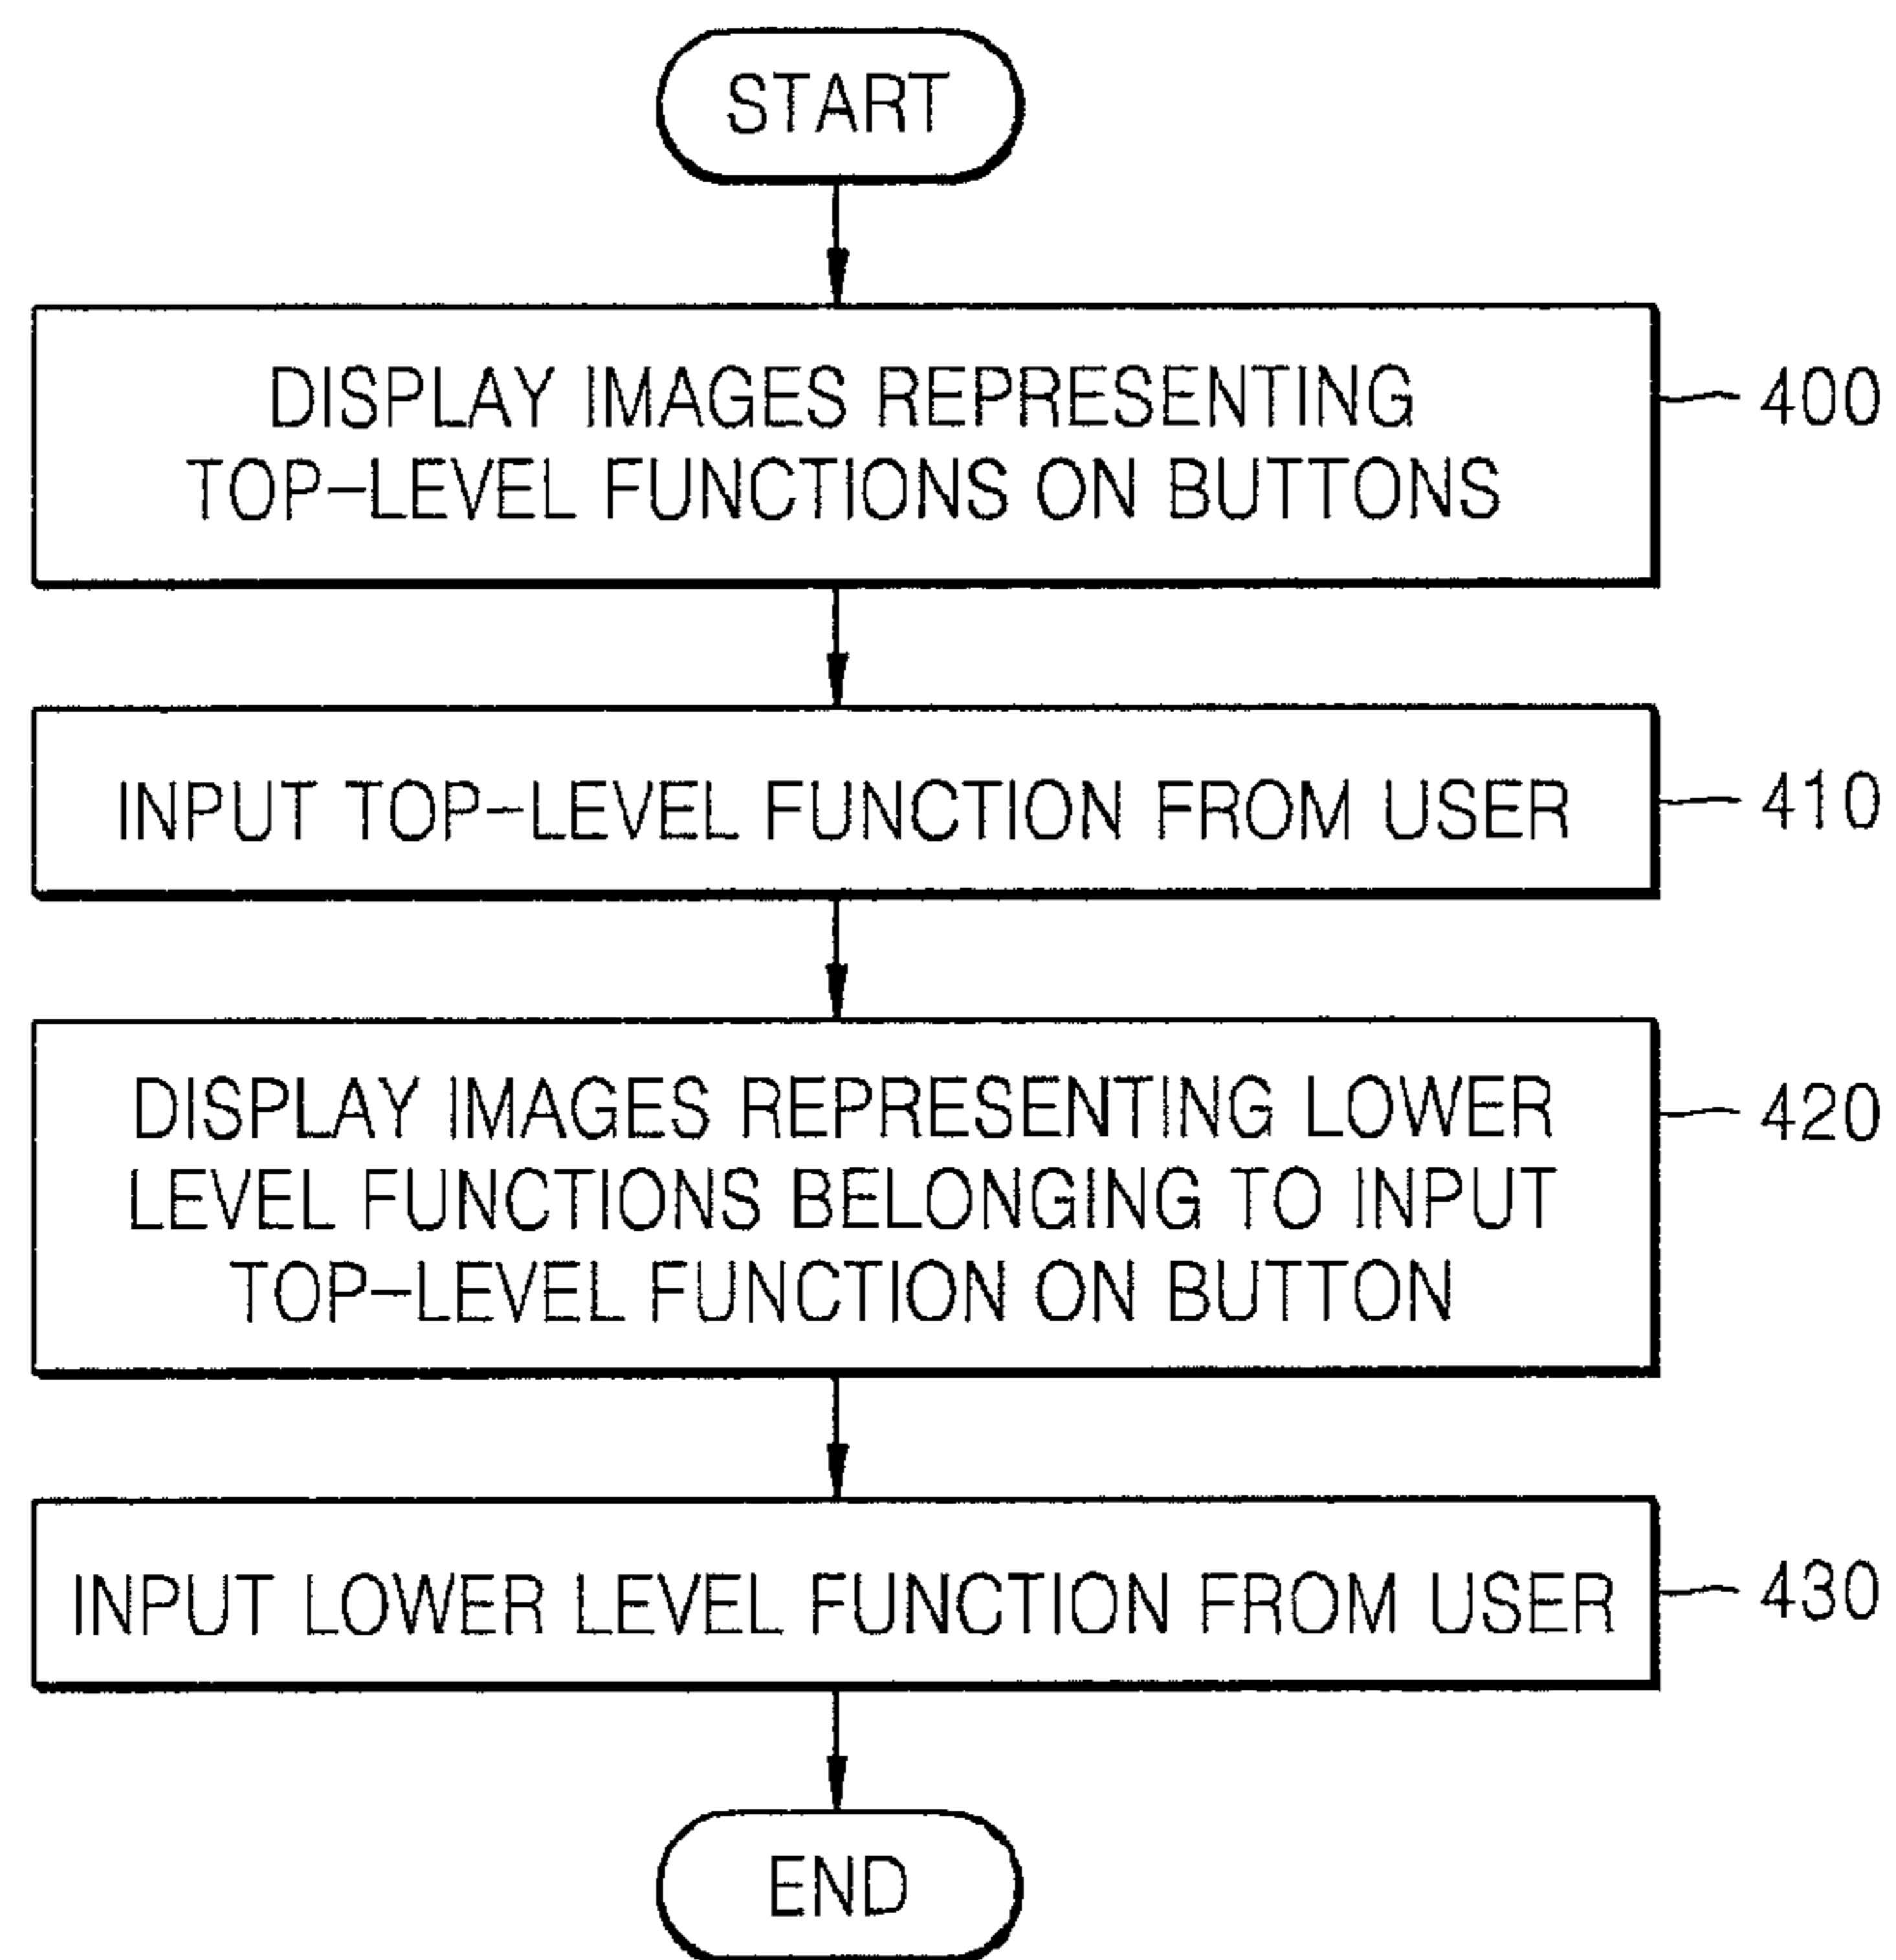 START
DISPLAY IMAGES REPRESENTING
TOP-LEVEL FUNCTIONS ON BUTTONS
400
INPUT TOP-LEVEL FUNCTION FROM USER
410
DISPLAY IMAGES REPRESENTING LOWER
LEVEL FUNCTIONS BELONGING TO INPUT
TOP-LEVEL FUNCTION ON BUTTON
420
INPUT LOWER LEVEL FUNCTION FROM USER
430
END